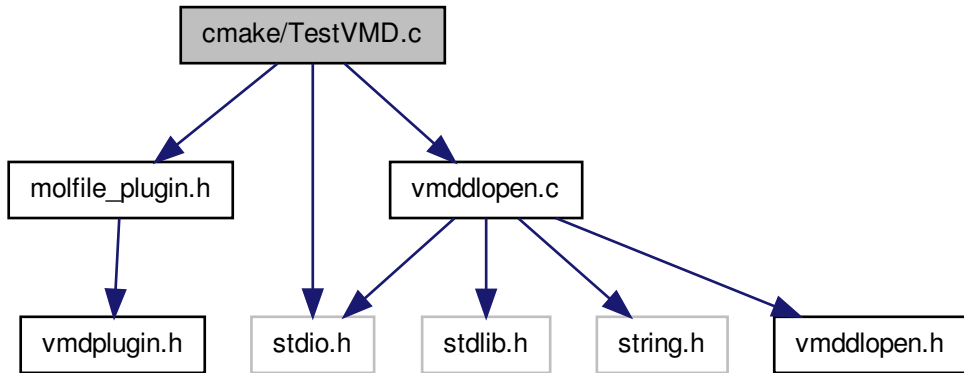 cmake/TestVMD.c
molfile_plugin.h
vmddlopen.c
vmdplugin.h
stdio.h
stdlib.h
string.h
vmddlopen.h